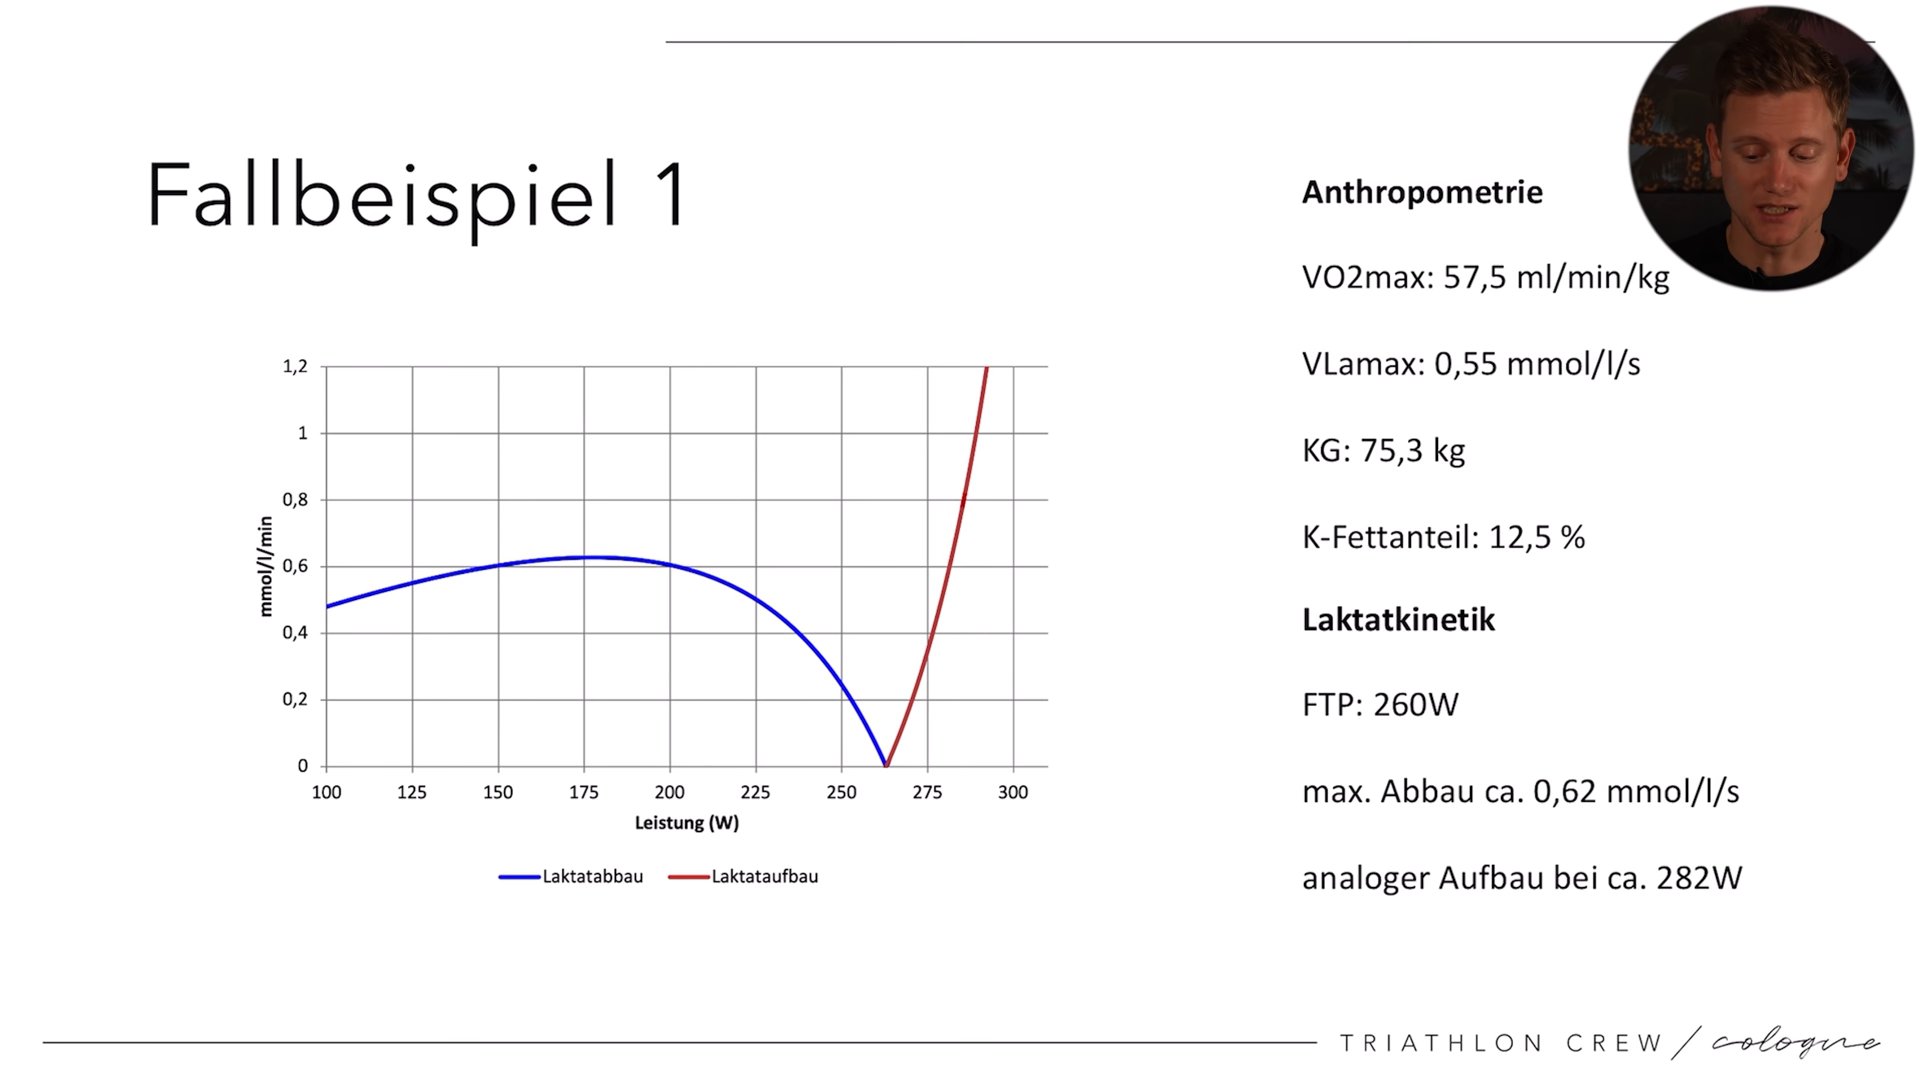 Fallbeispiel 1
1,2
1
0,8
0,6
0,4
0,2
0
mmol/l/min
100 125 150 175 200 225 250 275 300
Leistung (W)
Laktatabbau Laktataufbau
Anthropometrie
VO2max: 57,5 ml/min/kg
VLamax: 0,55 mmol/l/s
KG: 75,3 kg
K-Fettanteil: 12,5 %
Laktatkinetik
FTP: 260W
max. Abbau ca. 0,62 mmol/l/s
analoger Aufbau bei ca. 282W
TRIATHLON CREW / cologne